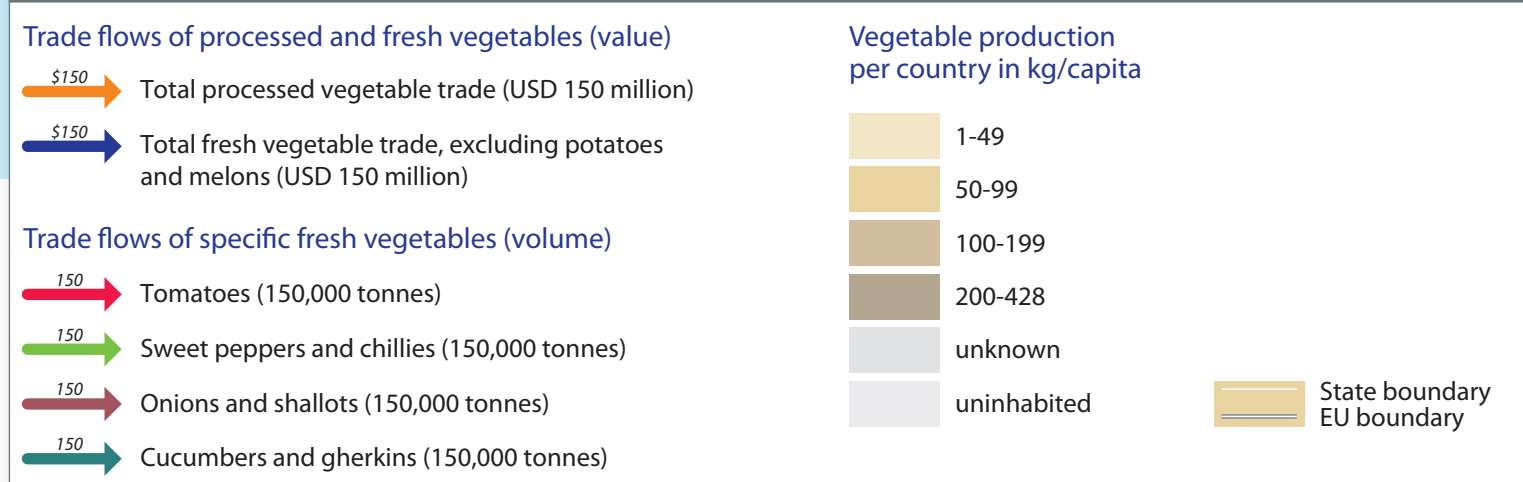 Trade flows of processed and fresh vegetables (value)
$150
Total processed vegetable trade (USD 150 million)
$150
Total fresh vegetable trade, excluding potatoes
and melons (USD 150 million)
Trade flows of specific fresh vegetables (volume)
150
Tomatoes (150,000 tonnes)
150
Sweet peppers and chillies (150,000 tonnes)
150
Onions and shallots (150,000 tonnes)
150
Cucumbers and gherkins (150,000 tonnes)
Vegetable production
per country in kg/capita
1-49
50-99
100-199
200-428
unknown
uninhabited
State boundary
EU boundary